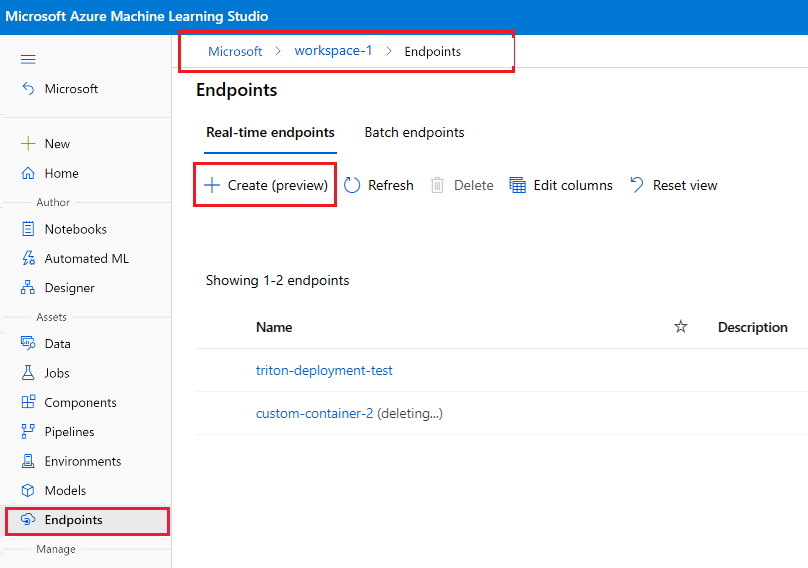 Microsoft Azure Machine Learning Studio
Microsoft > workspace-1 > Endpoints
Microsoft
New
Home
Author
Notebooks
Automated ML
Designer
Assets
Data
Jobs
Components
Pipelines
Environments
Models
Endpoints
Manage
Endpoints
Real-time endpoints Batch endpoints
Create (preview) Refresh Delete Edit columns Reset view
Showing 1-2 endpoints
Name Description
triton-deployment-test
custom-container-2 (deleting...)